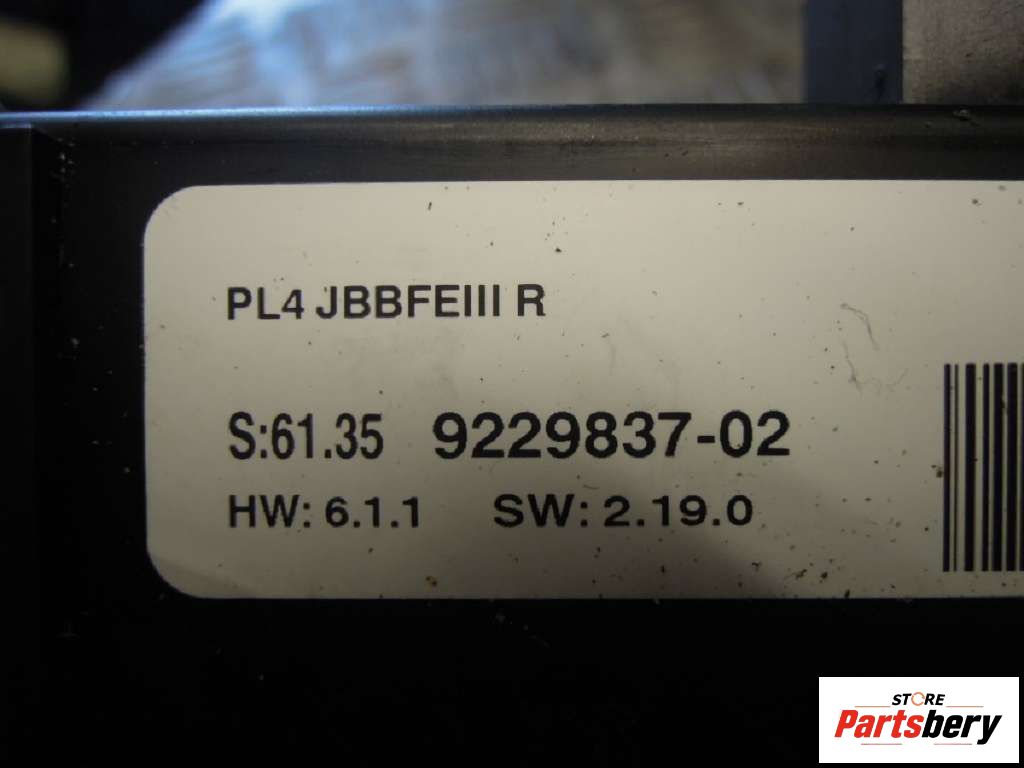 PL4 JBBFEIII R
S:61.35 9229837-02
HW: 6.1.1 SW: 2.19.0
STORE
Partsbery